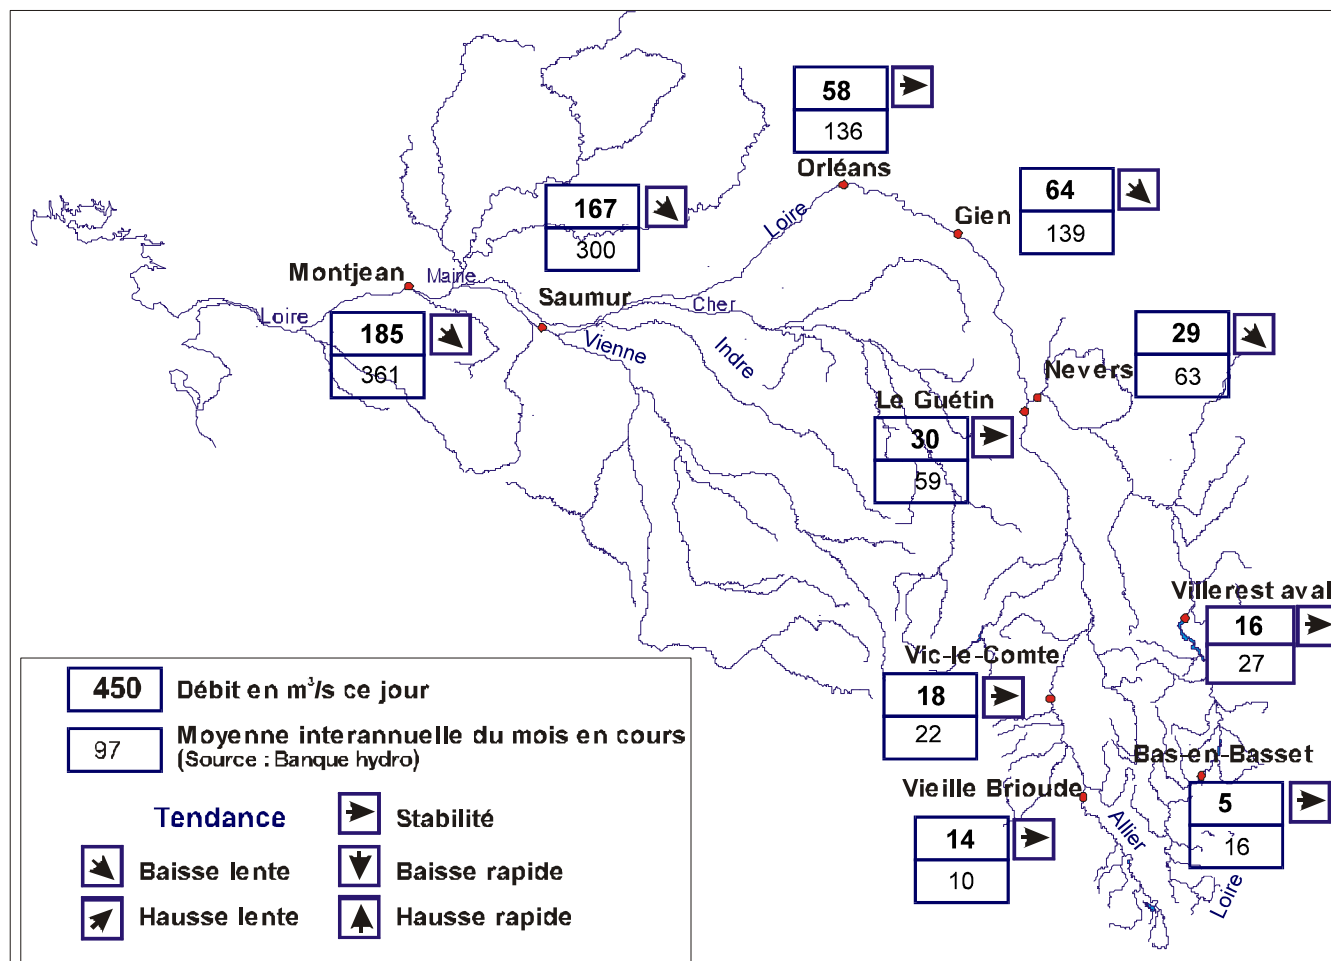 58
136
Orléans
64
139
Gien
Loire
167
300
Montjean
Maine
Saumur
Cher
Loire
185
361
Vienne
Indre
29
63
Nevers
Le Guétin
30
59
Villerest aval
16
27
Vic-le-Comte
18
22
Bas-en-Basset
5
16
Vieille Brioude
14
10
Allier
Loire
450 Débit en m³/s ce jour
97 Moyenne interannuelle du mois en cours
(Source : Banque hydro)
Tendance
Stabilité
Baisse lente
Baisse rapide
Hausse lente
Hausse rapide